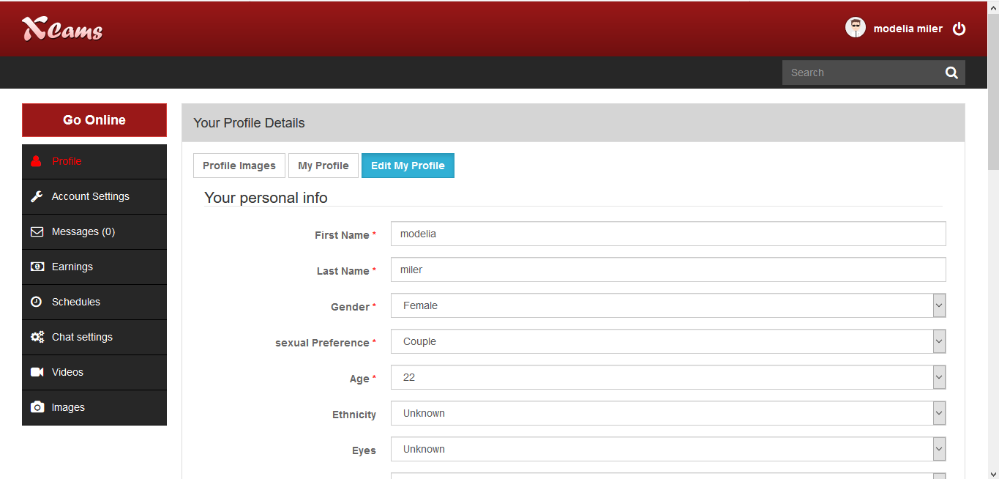 XCams
modelia miler
Search
Go Online
Profile
Account Settings
Messages (0)
Earnings
Schedules
Chat settings
Videos
Images
Your Profile Details
Profile Images My Profile Edit My Profile
Your personal info
First Name * modelia
Last Name * miler
Gender * Female
sexual Preference * Couple
Age * 22
Ethnicity Unknown
Eyes Unknown